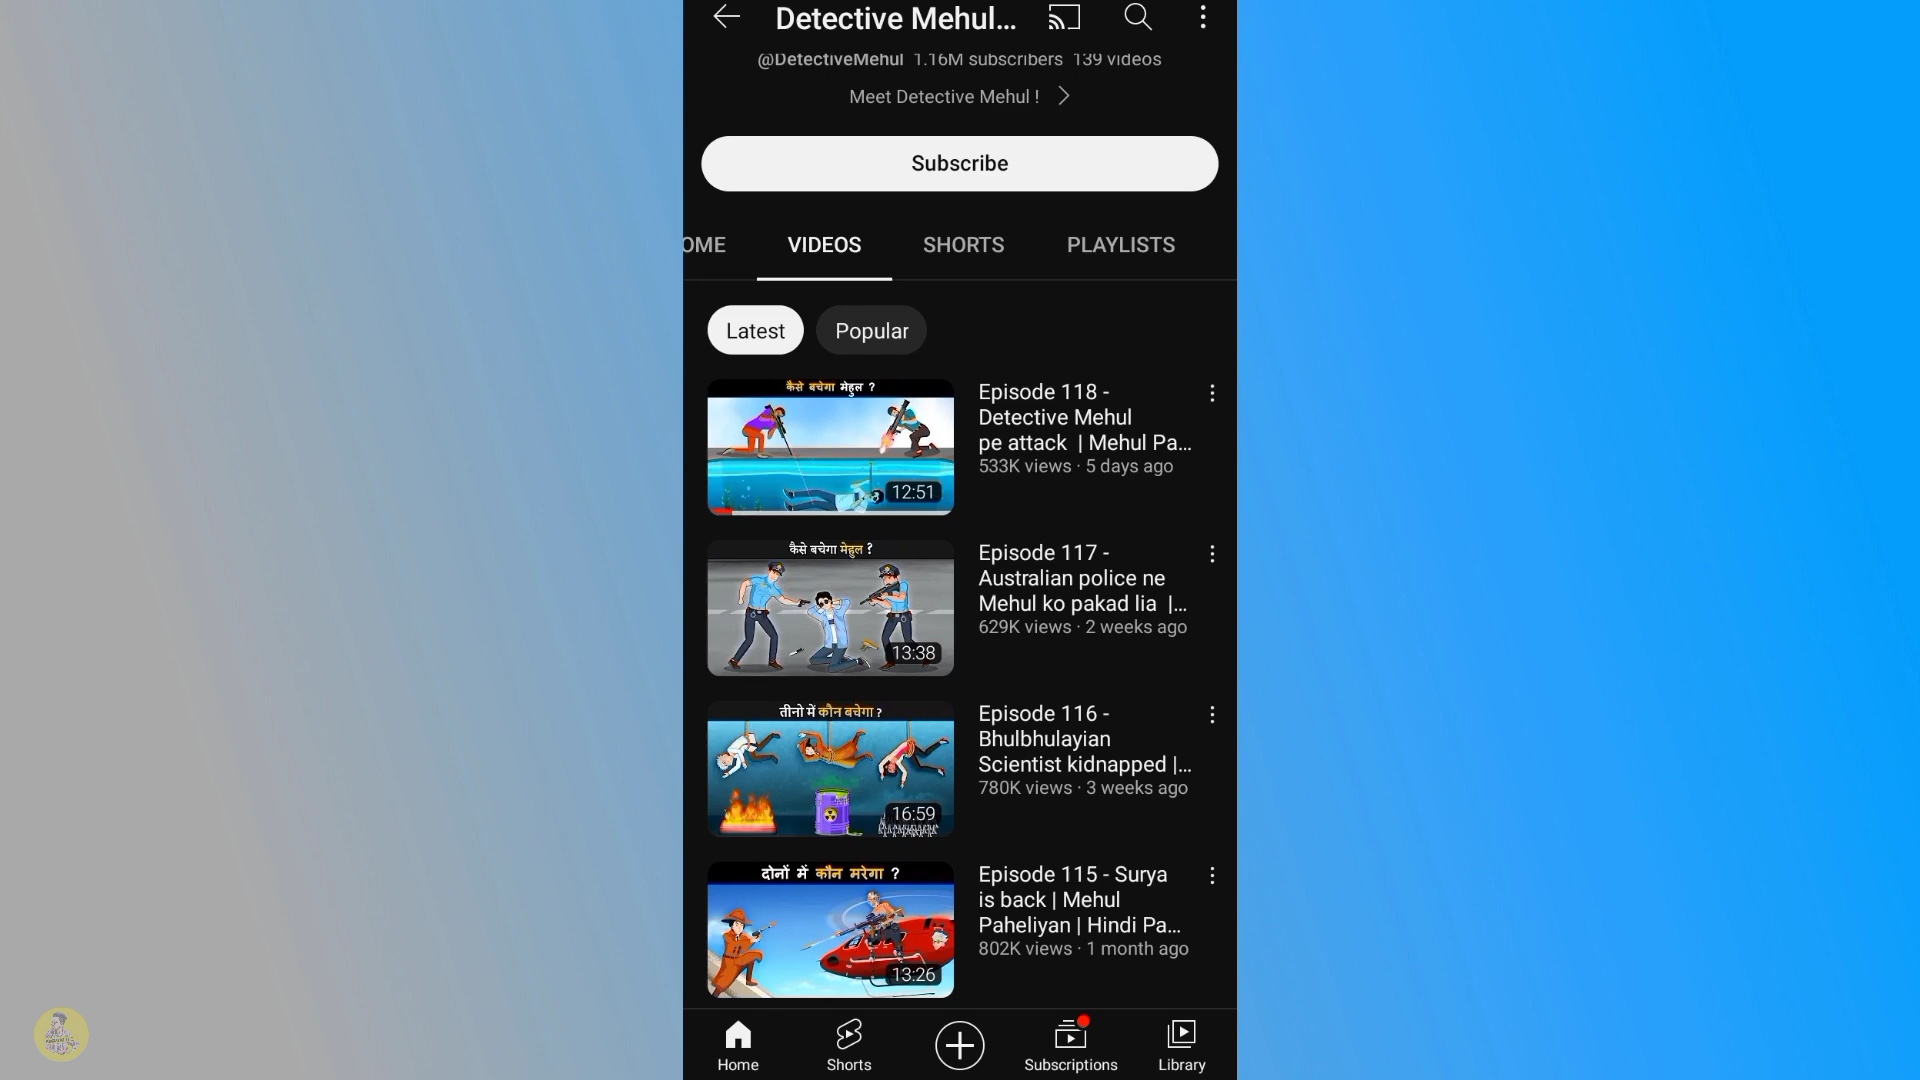 Detective Mehul...
@DetectiveMehul 1.16M subscribers 139 videos
Meet Detective Mehul !
Subscribe
OME VIDEOS SHORTS PLAYLISTS
Latest Popular
कैसे बचेगा मेहुल ?
12:51
Episode 118 -
Detective Mehul
pe attack | Mehul Pa...
533K views · 5 days ago
कैसे बचेगा मेहुल ?
13:38
Episode 117 -
Australian police ne
Mehul ko pakad lia |...
629K views · 2 weeks ago
तीनो में कौन बचेगा ?
16:59
Episode 116 -
Bhulbhulayian
Scientist kidnapped |...
780K views · 3 weeks ago
दोनों में कौन मरेगा ?
13:26
Episode 115 - Surya
is back | Mehul
Paheliyan | Hindi Pa...
802K views · 1 month ago
Home Shorts Subscriptions Library